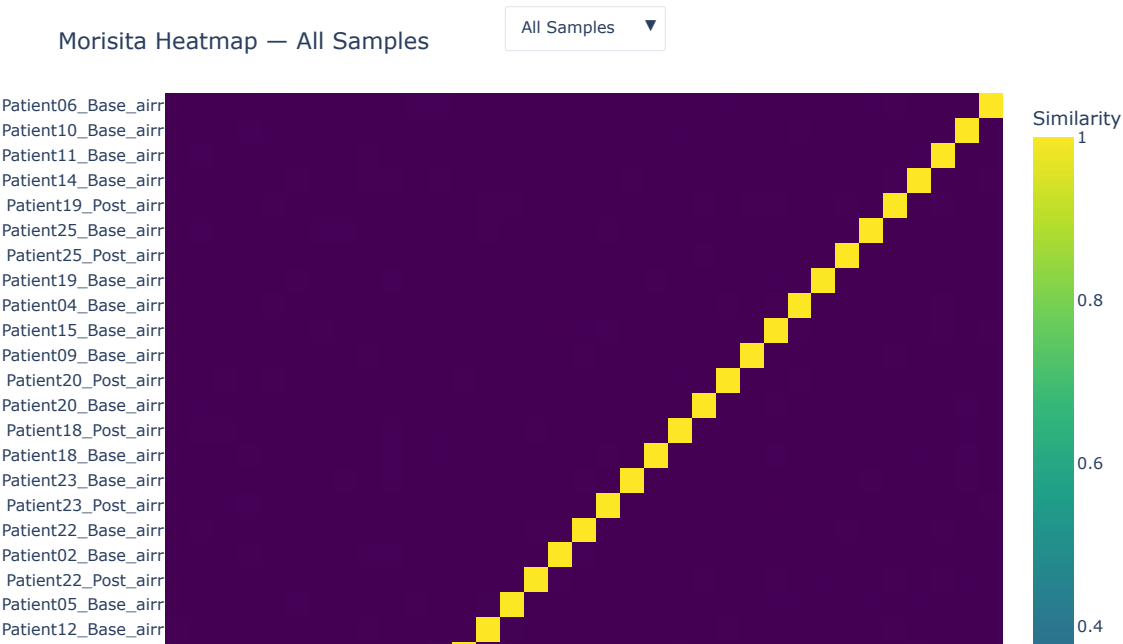 All Samples ▼
Morisita Heatmap — All Samples
Patient06_Base_airr
Patient10_Base_airr
Patient11_Base_airr
Patient14_Base_airr
Patient19_Post_airr
Patient25_Base_airr
Patient25_Post_airr
Patient19_Base_airr
Patient04_Base_airr
Patient15_Base_airr
Patient09_Base_airr
Patient20_Post_airr
Patient20_Base_airr
Patient18_Post_airr
Patient18_Base_airr
Patient23_Base_airr
Patient23_Post_airr
Patient22_Base_airr
Patient02_Base_airr
Patient22_Post_airr
Patient05_Base_airr
Patient12_Base_airr
Similarity
1
0.8
0.6
0.4